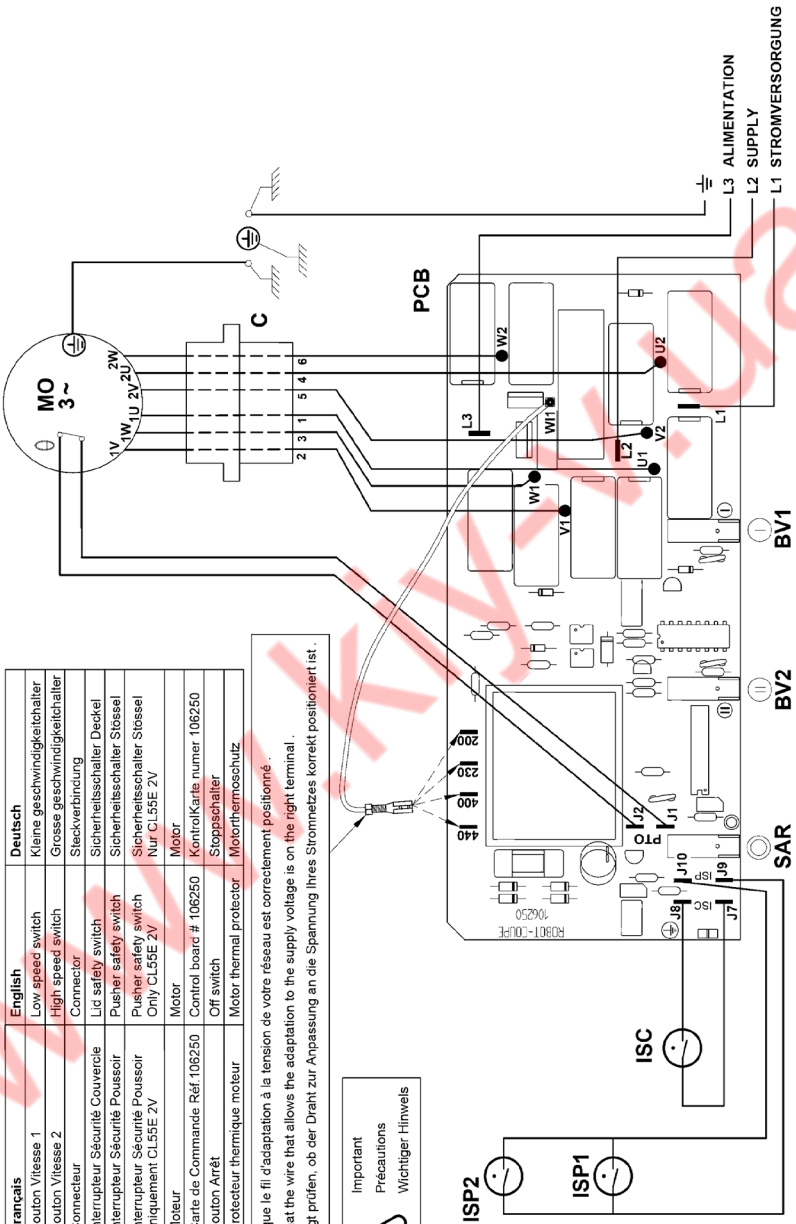 rançais English Deutsch
outon Vitesse 1 Low speed switch Kleine geschwindigkeitchalter
outon Vitesse 2 High speed switch Grosse geschwindigkeitchalter
onnecteur Connector Steckverbindung
terrupteur Sécurité Couvercle Lid safety switch Sicherheitsschalter Deckel
terrupteur Sécurité Poussoir Pusher safety switch Sicherheitsschalter Stössel
terrupteur Sécurité Poussoir Pusher safety switch Sicherheitsschalter Stössel
niquement CL55E 2V Only CL55E 2V Nur CL55E 2V
oteur Motor Motor
arte de Commande Réf.106250 Control board # 106250 KontrolKarte numer 106250
outon Arrêt Off switch Stoppschalter
rotecteur thermique moteur Motor thermal protector Motorthermoschutz
que le fil d'adaptation à la tension de votre réseau est correctement positionné .
at the wire that allows the adaptation to the supply voltage is on the right terminal .
gt prüfen, ob der Draht zur Anpassung an die Spannung Ihres Stromnetzes korrekt positioniert ist .
Important
Précautions
Wichtiger Hinweis
MO
3~
1V 1W 1U 2V 2U 2W
C
2 3 1 5 4 6
PCB
L3 ALIMENTATION
L2 SUPPLY
L1 STROMVERSORGUNG
W2
U2
L3
WI1
L2
V2
U1
L1
W1
V1
440 400 230 200
J2
J1
PTO
J10
J9
ISP
J8
J7
ISC
ROBOT-COUPE
106250
I
II
BV1
BV2
SAR
ISC
ISP1
ISP2
www.kiy-v.ua